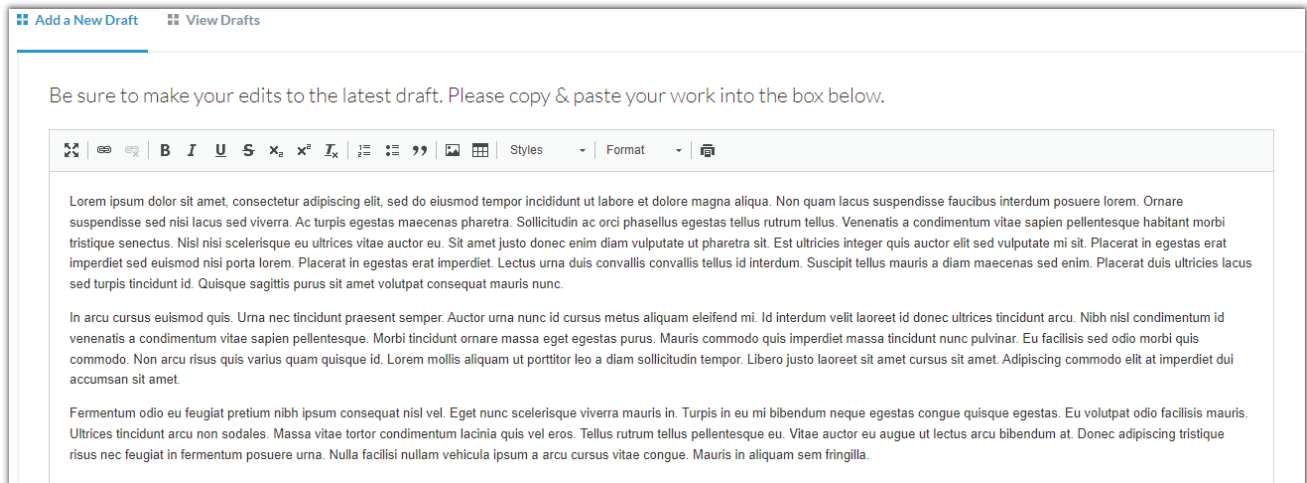 Add a New Draft View Drafts
Be sure to make your edits to the latest draft. Please copy & paste your work into the box below.
B I U S x₂ x² Tx Styles Format
Lorem ipsum dolor sit amet, consectetur adipiscing elit, sed do eiusmod tempor incididunt ut labore et dolore magna aliqua. Non quam lacus suspendisse faucibus interdum posuere lorem. Ornare
suspendisse sed nisi lacus sed viverra. Ac turpis egestas maecenas pharetra. Sollicitudin ac orci phasellus egestas tellus rutrum tellus. Venenatis a condimentum vitae sapien pellentesque habitant morbi
tristique senectus. Nisl nisi scelerisque eu ultrices vitae auctor eu. Sit amet justo donec enim diam vulputate ut pharetra sit. Est ultricies integer quis auctor elit sed vulputate mi sit. Placerat in egestas erat
imperdiet sed euismod nisi porta lorem. Placerat in egestas erat imperdiet. Lectus urna duis convallis convallis tellus id interdum. Suscipit tellus mauris a diam maecenas sed enim. Placerat duis ultricies lacus
sed turpis tincidunt id. Quisque sagittis purus sit amet volutpat consequat mauris nunc.
In arcu cursus euismod quis. Urna nec tincidunt praesent semper. Auctor urna nunc id cursus metus aliquam eleifend mi. Id interdum velit laoreet id donec ultrices tincidunt arcu. Nibh nisl condimentum id
venenatis a condimentum vitae sapien pellentesque. Morbi tincidunt ornare massa eget egestas purus. Mauris commodo quis imperdiet massa tincidunt nunc pulvinar. Eu facilisis sed odio morbi quis
commodo. Non arcu risus quis varius quam quisque id. Lorem mollis aliquam ut porttitor leo a diam sollicitudin tempor. Libero justo laoreet sit amet cursus sit amet. Adipiscing commodo elit at imperdiet dui
accumsan sit amet.
Fermentum odio eu feugiat pretium nibh ipsum consequat nisl vel. Eget nunc scelerisque viverra mauris in. Turpis in eu mi bibendum neque egestas congue quisque egestas. Eu volutpat odio facilisis mauris.
Ultrices tincidunt arcu non sodales. Massa vitae tortor condimentum lacinia quis vel eros. Tellus rutrum tellus pellentesque eu. Vitae auctor eu augue ut lectus arcu bibendum at. Donec adipiscing tristique
risus nec feugiat in fermentum posuere urna. Nulla facilisi nullam vehicula ipsum a arcu cursus vitae congue. Mauris in aliquam sem fringilla.